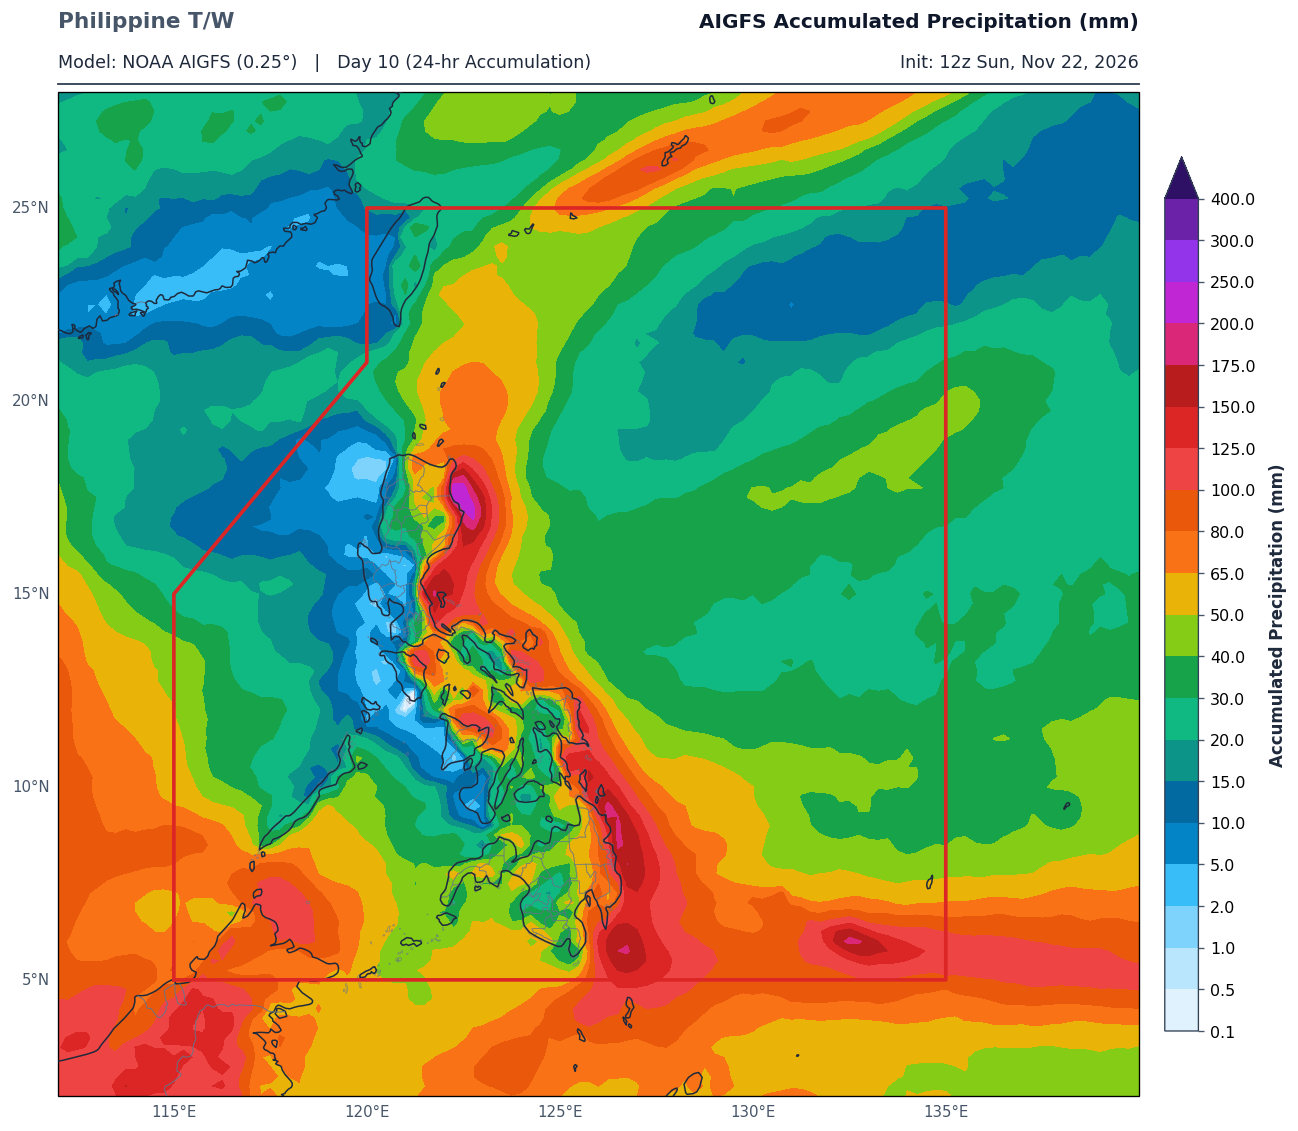 Philippine T/W
AIGFS Accumulated Precipitation (mm)
Model: NOAA AIGFS (0.25°)   |   Day 10 (24-hr Accumulation)
Init: 12z Sun, Nov 22, 2026
25°N
20°N
15°N
10°N
5°N
115°E
120°E
125°E
130°E
135°E
400.0
300.0
250.0
200.0
175.0
150.0
125.0
100.0
80.0
65.0
50.0
40.0
30.0
20.0
15.0
10.0
5.0
2.0
1.0
0.5
0.1
Accumulated Precipitation (mm)